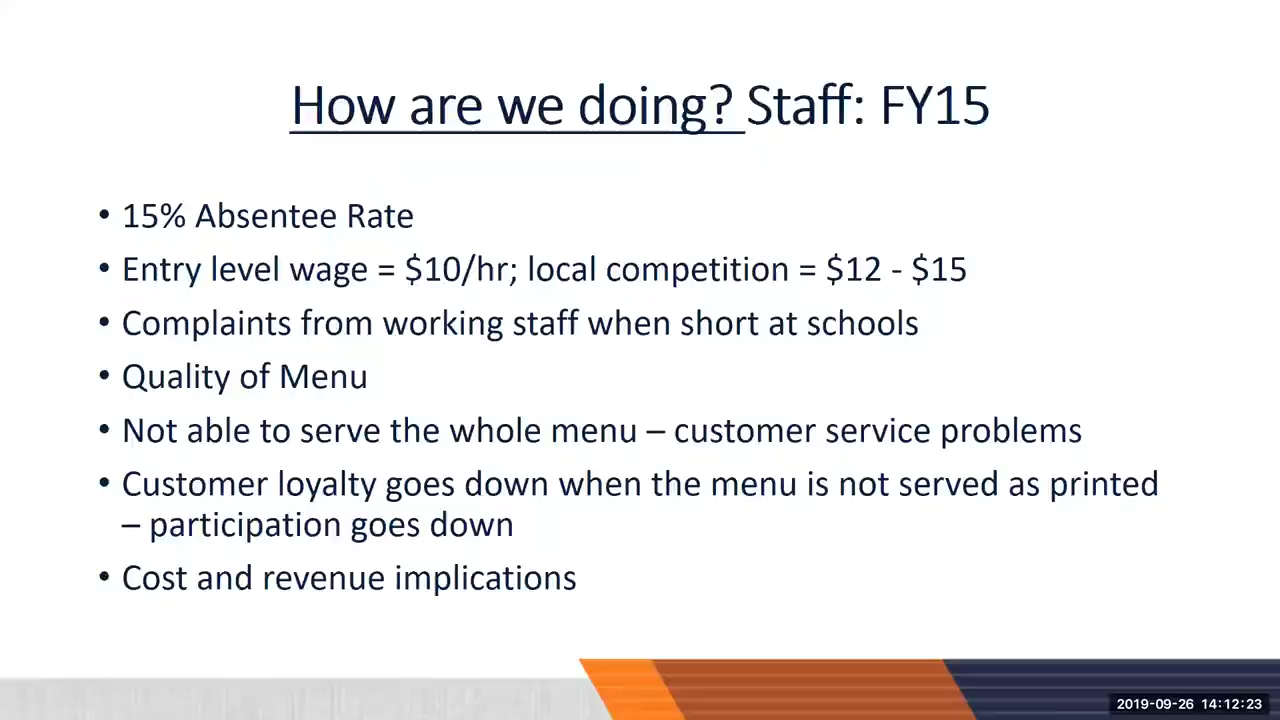 How are we doing? Staff: FY15
• 15% Absentee Rate
• Entry level wage = $10/hr; local competition = $12 - $15
• Complaints from working staff when short at schools
• Quality of Menu
• Not able to serve the whole menu – customer service problems
• Customer loyalty goes down when the menu is not served as printed
– participation goes down
• Cost and revenue implications
2019-09-26 14:12:23